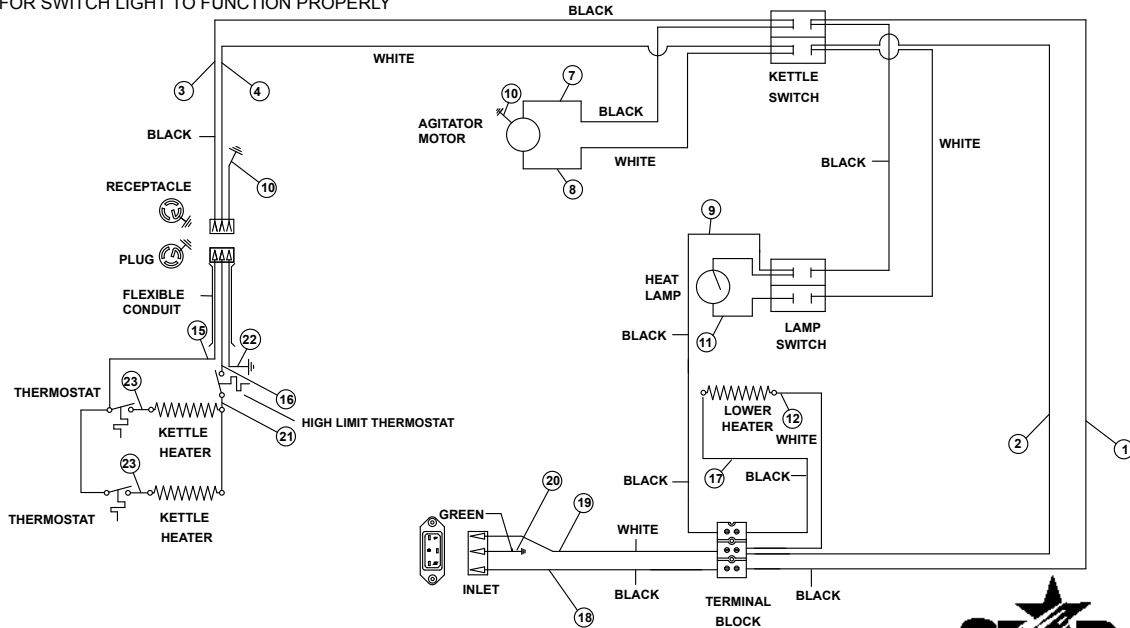 FOR SWITCH LIGHT TO FUNCTION PROPERLY
BLACK
WHITE
KETTLE
SWITCH
3
4
7
10
AGITATOR
MOTOR
BLACK
BLACK
WHITE
WHITE
BLACK
10
8
RECEPTACLE
9
PLUG
HEAT
LAMP
FLEXIBLE
CONDUIT
15
22
BLACK
11
LAMP
SWITCH
THERMOSTAT
23
16
HIGH LIMIT THERMOSTAT
LOWER
HEATER
12
WHITE
KETTLE
HEATER
21
2
1
23
17
BLACK
BLACK
20
19
THERMOSTAT
KETTLE
HEATER
GREEN
WHITE
INLET
BLACK
BLACK
TERMINAL
BLOCK
18